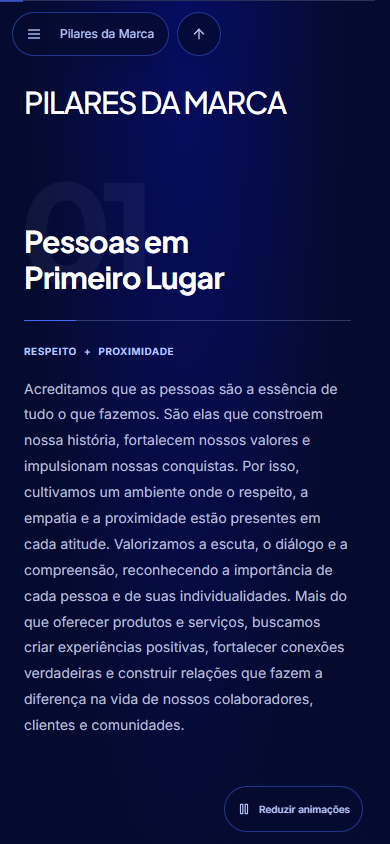 Pilares da Marca
PILARES DA MARCA
01
Pessoas em
Primeiro Lugar
RESPEITO + PROXIMIDADE
Acreditamos que as pessoas são a essência de
tudo o que fazemos. São elas que constroem
nossa história, fortalecem nossos valores e
impulsionam nossas conquistas. Por isso,
cultivamos um ambiente onde o respeito, a
empatia e a proximidade estão presentes em
cada atitude. Valorizamos a escuta, o diálogo e a
compreensão, reconhecendo a importância de
cada pessoa e de suas individualidades. Mais do
que oferecer produtos e serviços, buscamos
criar experiências positivas, fortalecer conexões
verdadeiras e construir relações que fazem a
diferença na vida de nossos colaboradores,
clientes e comunidades.
Reduzir animações